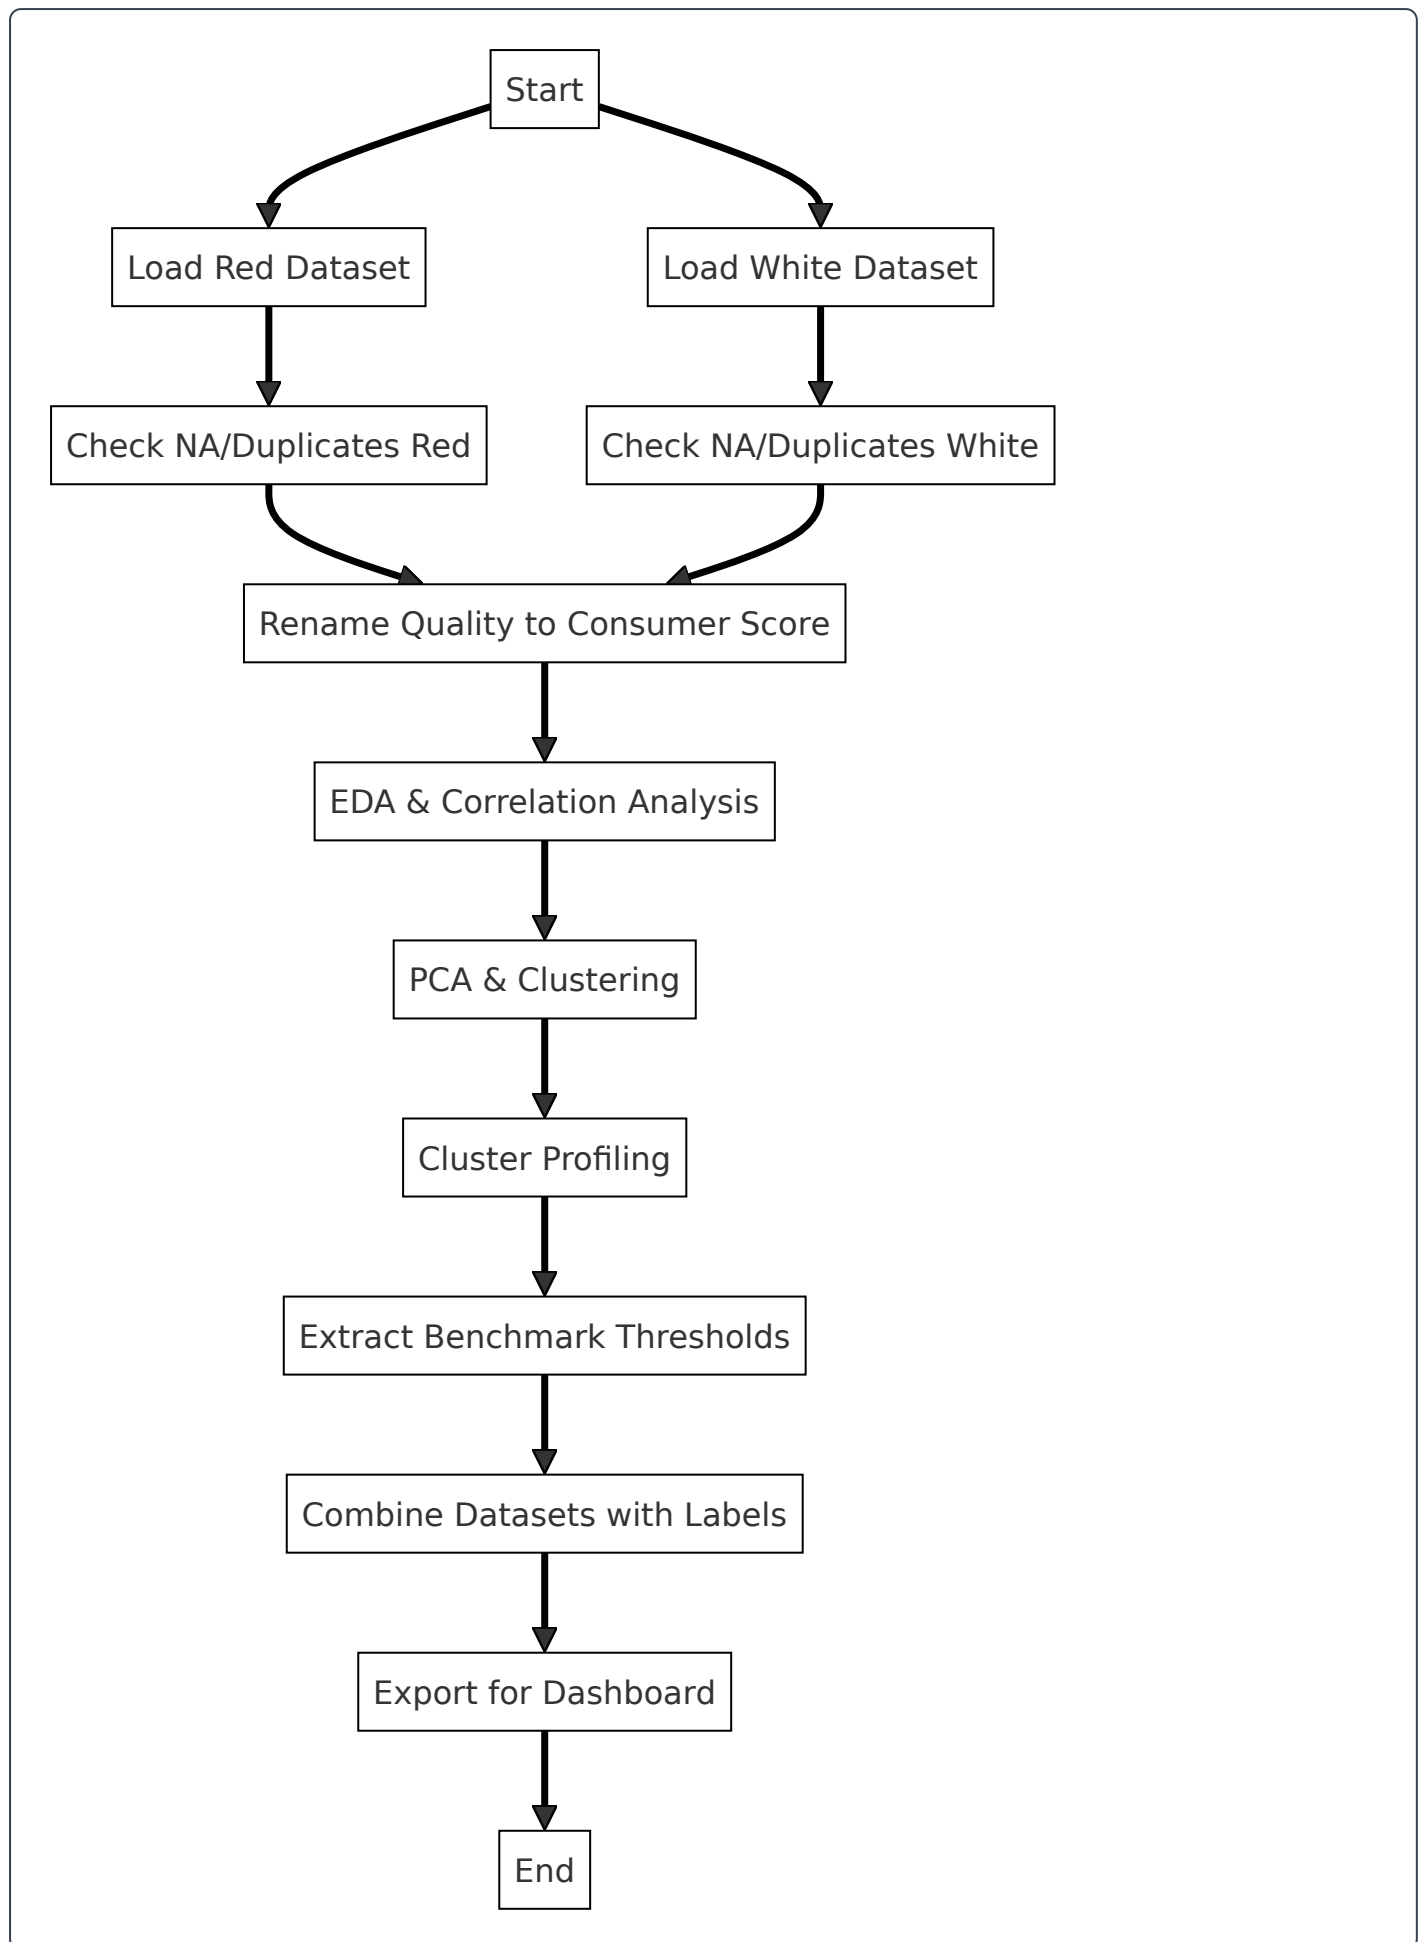 Start
Load Red Dataset
Load White Dataset
Check NA/Duplicates Red
Check NA/Duplicates White
Rename Quality to Consumer Score
EDA & Correlation Analysis
PCA & Clustering
Cluster Profiling
Extract Benchmark Thresholds
Combine Datasets with Labels
Export for Dashboard
End